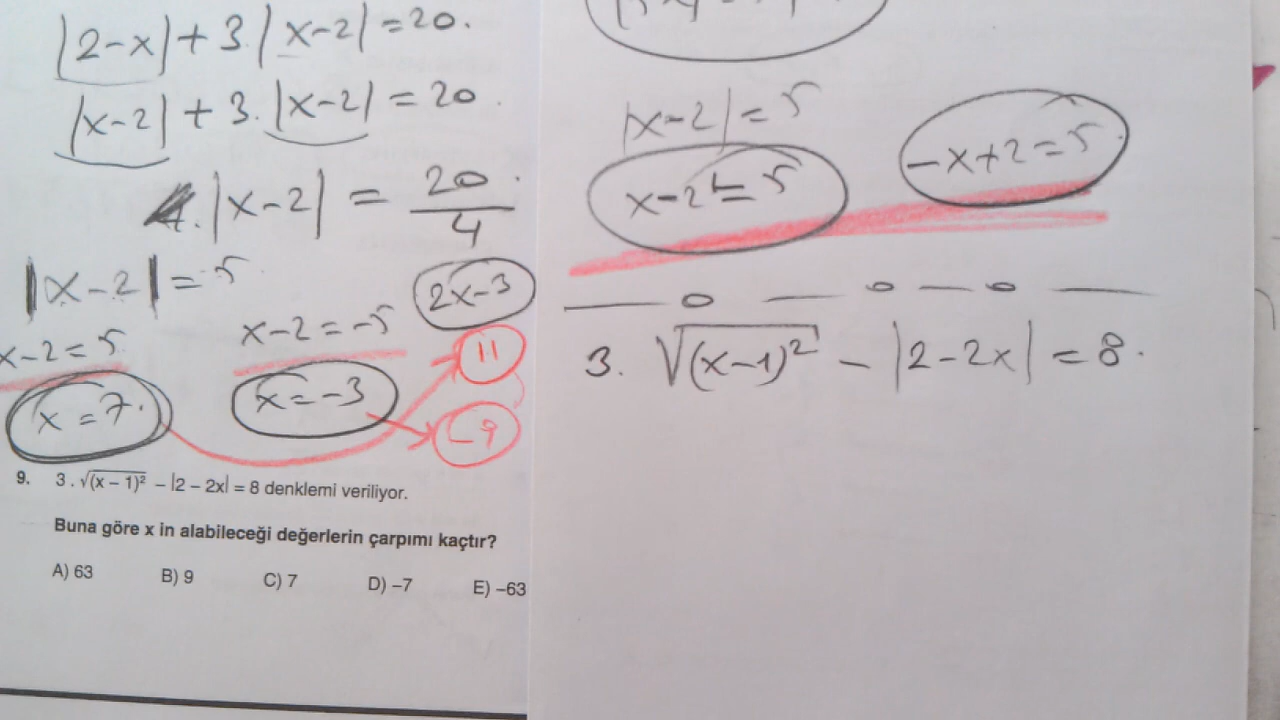 |2-x| + 3.|x-2| = 20.
|x-2| + 3.|x-2| = 20.
4.|x-2| = 20/4
|x-2| = 5
2x-3
x-2 = 5
x-2 = -5
11
x = 7.
x = -3
-9
9. 3 . √(x – 1)² – |2 – 2x| = 8 denklemi veriliyor.
Buna göre x in alabileceği değerlerin çarpımı kaçtır?
A) 63 B) 9 C) 7 D) –7 E) –63
|x-2| = 5
x-2 = 5
-x+2 = 5
3. √(x-1)² - |2-2x| = 8.